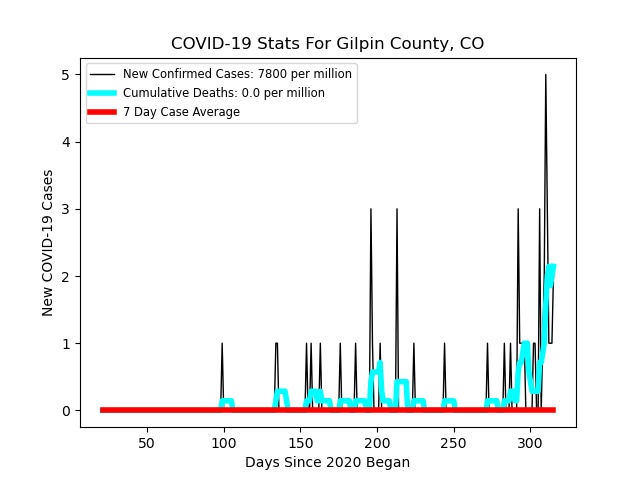 COVID-19 Stats For Gilpin County, CO
New Confirmed Cases: 7800 per million
Cumulative Deaths: 0.0 per million
7 Day Case Average
New COVID-19 Cases
5
4
3
2
1
0
50 100 150 200 250 300
Days Since 2020 Began